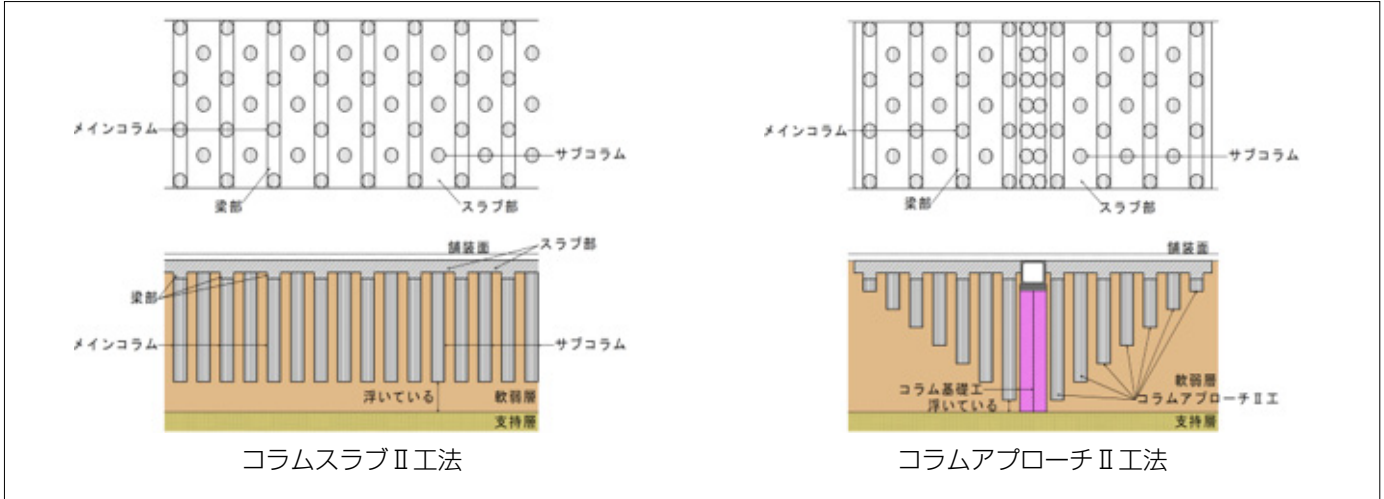 メインコラム
サブコラム
梁部
スラブ部
舗装面
スラブ部
梁部
メインコラム
サブコラム
浮いている
軟弱層
支持層
コラムスラブⅡ工法
メインコラム
サブコラム
梁部
スラブ部
舗装面
コラム基礎工
浮いている
軟弱層
コラムアプローチⅡ工
支持層
コラムアプローチⅡ工法